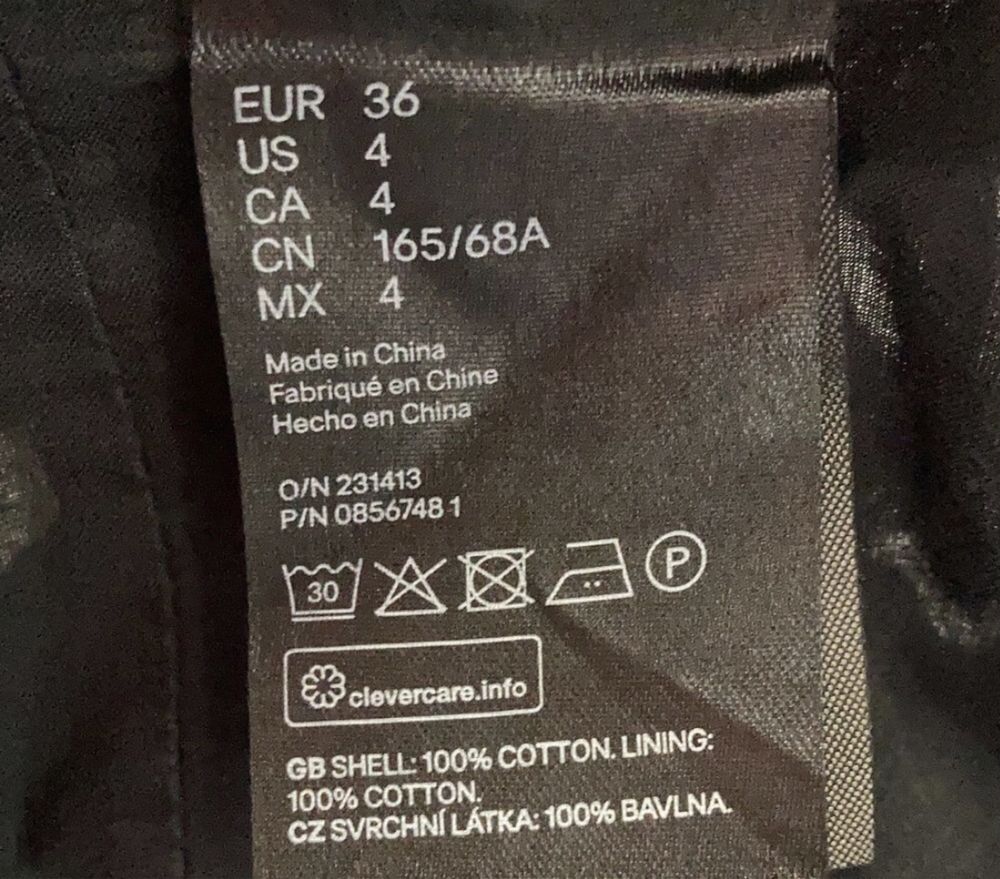 EUR 36
US 4
CA 4
CN 165/68A
MX 4
Made in China
Fabriqué en Chine
Hecho en China
O/N 231413
P/N 0856748 1
30 P
clevercare.info
GB SHELL: 100% COTTON. LINING:
100% COTTON.
CZ SVRCHNÍ LÁTKA: 100% BAVLNA.